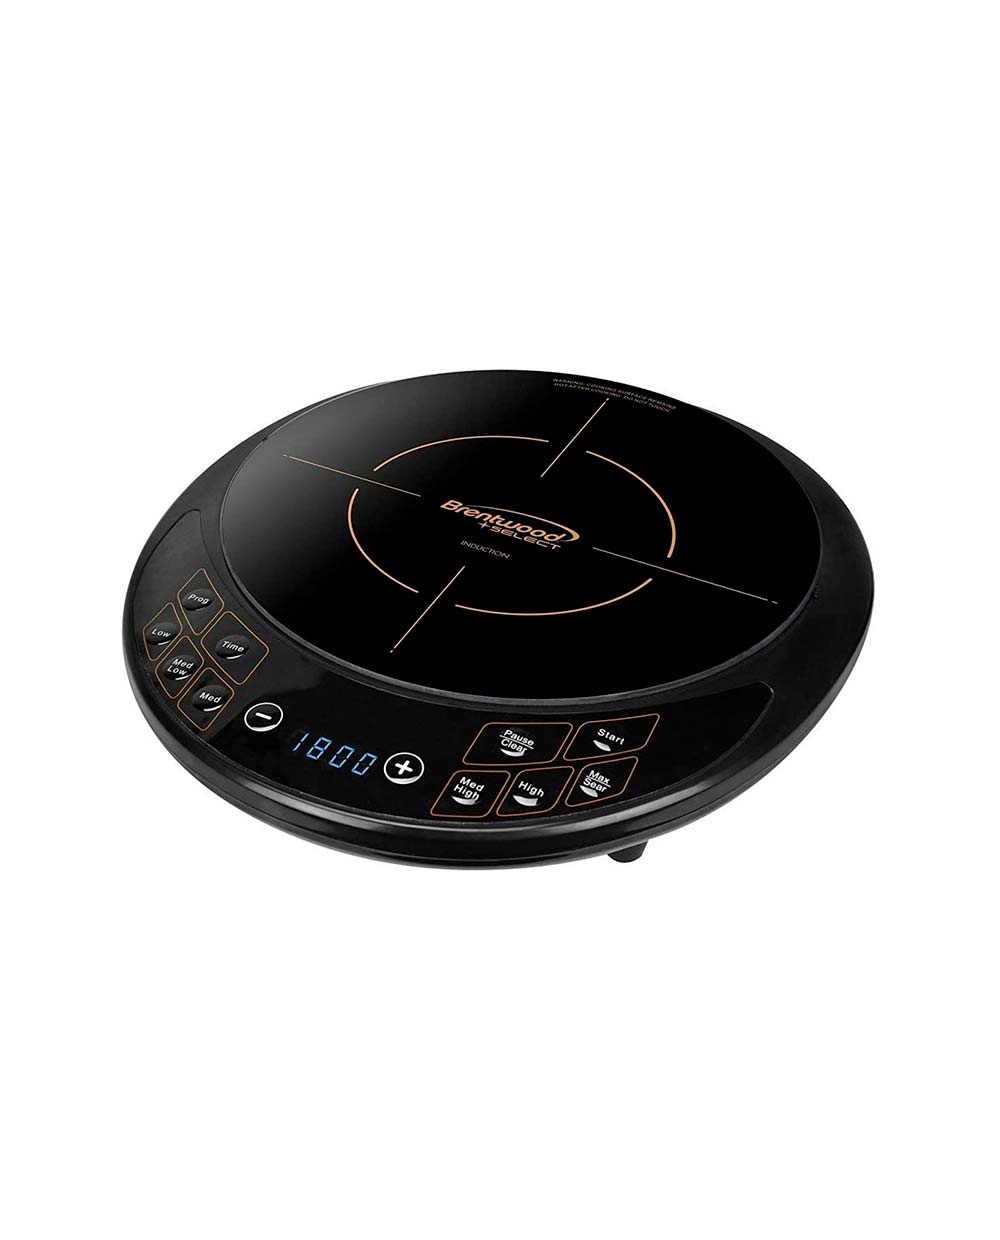 WARNING: COOKING SURFACE REMAINS
HOT AFTER COOKING. DO NOT TOUCH
Brentwood
+SELECT
INDUCTION
Prog
Low
Time
Med
Low
Med
1800
Pause
Clear
Start
Med
High
High
Max
Sear